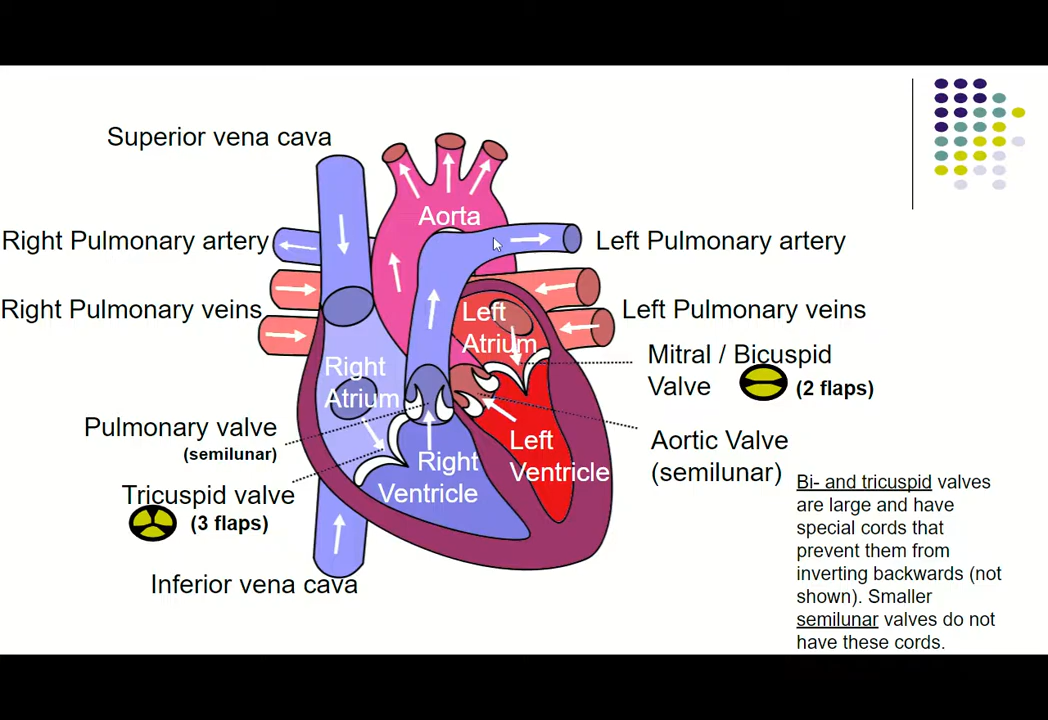 Superior vena cava
Aorta
Right Pulmonary artery
Left Pulmonary artery
Right Pulmonary veins
Left Pulmonary veins
Left
Atrium
Mitral / Bicuspid
Valve
(2 flaps)
Right
Atrium
Pulmonary valve
(semilunar)
Aortic Valve
(semilunar)
Left
Ventricle
Right
Ventricle
Tricuspid valve
(3 flaps)
Inferior vena cava
Bi- and tricuspid valves
are large and have
special cords that
prevent them from
inverting backwards (not
shown). Smaller
semilunar valves do not
have these cords.